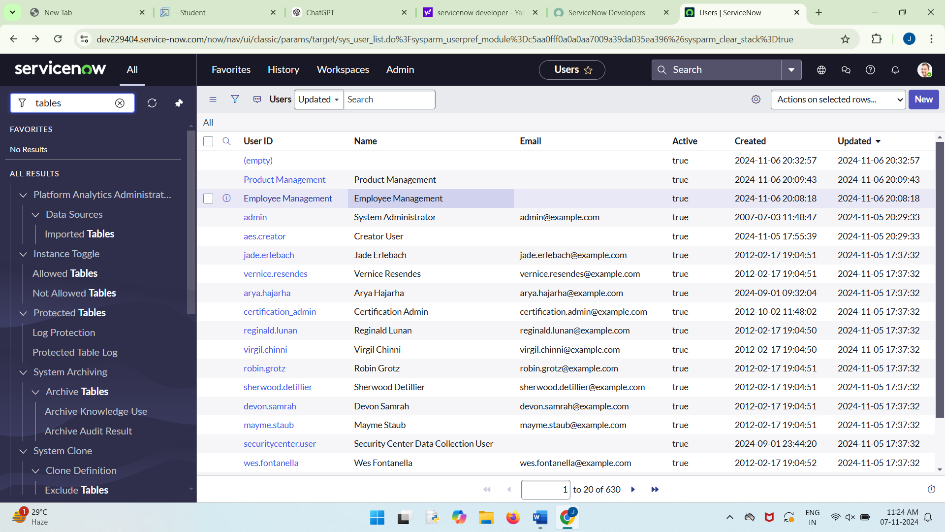 New Tab
Student
ChatGPT
servicenow developer - Ya
ServiceNow Developers
Users | ServiceNow
dev229404.service-now.com/now/nav/ui/classic/params/target/sys_user_list.do%3Fsysparm_userpref_module%3Dc5aa0fff0a0a0aa7009a39da035ea396%26sysparm_clear_stack%3Dtrue
J
servicenow
All
Favorites
History
Workspaces
Admin
Users
Search
tables
Users
Updated
Search
Actions on selected rows...
New
FAVORITES
No Results
ALL RESULTS
Platform Analytics Administrat...
Data Sources
Imported Tables
Instance Toggle
Allowed Tables
Not Allowed Tables
Protected Tables
Log Protection
Protected Table Log
System Archiving
Archive Tables
Archive Knowledge Use
Archive Audit Result
System Clone
Clone Definition
Exclude Tables
All
User ID Name Email Active Created Updated
(empty) true 2024-11-06 20:32:57 2024-11-06 20:32:57
Product Management Product Management true 2024-11-06 20:09:43 2024-11-06 20:09:43
Employee Management Employee Management true 2024-11-06 20:08:18 2024-11-06 20:08:18
admin System Administrator admin@example.com true 2007-07-03 11:48:47 2024-11-05 20:29:33
aes.creator Creator User true 2024-11-05 17:55:39 2024-11-05 20:29:33
jade.erlebach Jade Erlebach jade.erlebach@example.com true 2012-02-17 19:04:51 2024-11-05 17:37:32
vernice.resendes Vernice Resendes vernice.resendes@example.com true 2012-02-17 19:04:51 2024-11-05 17:37:32
arya.hajarha Arya Hajarha arya.hajarha@example.com true 2024-09-01 09:32:04 2024-11-05 17:37:32
certification_admin Certification Admin certification.admin@example.com true 2012-10-02 11:48:02 2024-11-05 17:37:32
reginald.lunan Reginald Lunan reginald.lunan@example.com true 2012-02-17 19:04:50 2024-11-05 17:37:32
virgil.chinni Virgil Chinni virgil.chinni@example.com true 2012-02-17 19:04:50 2024-11-05 17:37:32
robin.grotz Robin Grotz robin.grotz@example.com true 2012-02-17 19:04:51 2024-11-05 17:37:32
sherwood.detillier Sherwood Detillier sherwood.detillier@example.com true 2012-02-17 19:04:51 2024-11-05 17:37:32
devon.samrah Devon Samrah devon.samrah@example.com true 2012-02-17 19:04:51 2024-11-05 17:37:32
mayme.staub Mayme Staub mayme.staub@example.com true 2012-02-17 19:04:51 2024-11-05 17:37:32
securitycenter.user Security Center Data Collection User true 2024-09-01 23:44:20 2024-11-05 17:37:32
wes.fontanella Wes Fontanella wes.fontanella@example.com true 2012-02-17 19:04:52 2024-11-05 17:37:32
1 to 20 of 630
1
29°C
Haze
ENG
IN
11:24 AM
07-11-2024